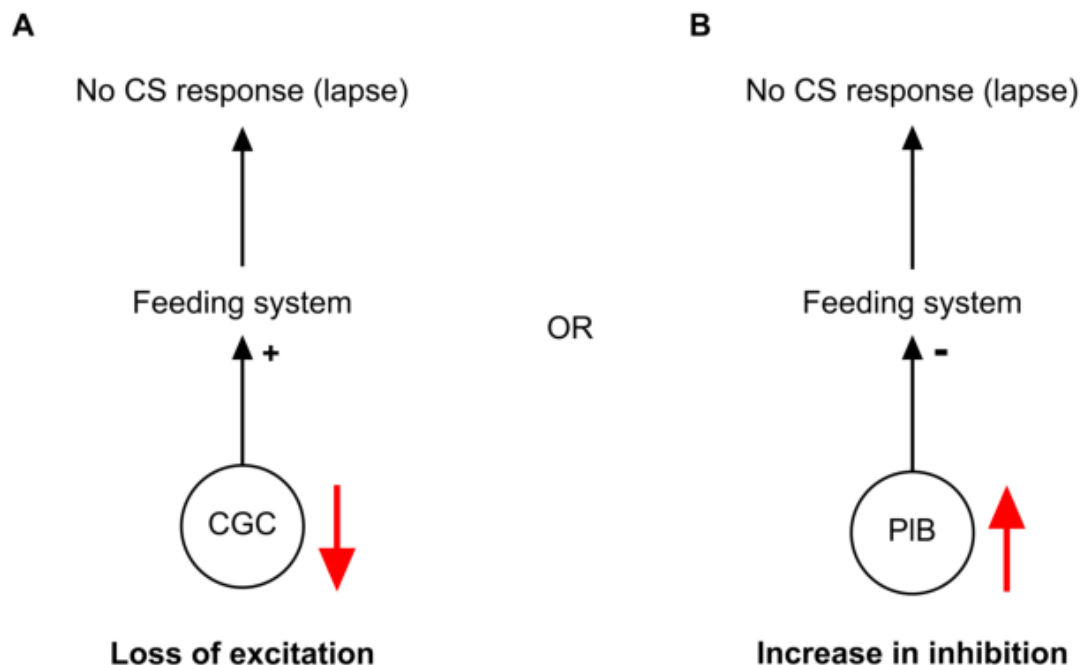 A
No CS response (lapse)
Feeding system
+
CGC
Loss of excitation
OR
B
No CS response (lapse)
Feeding system
-
PIB
Increase in inhibition